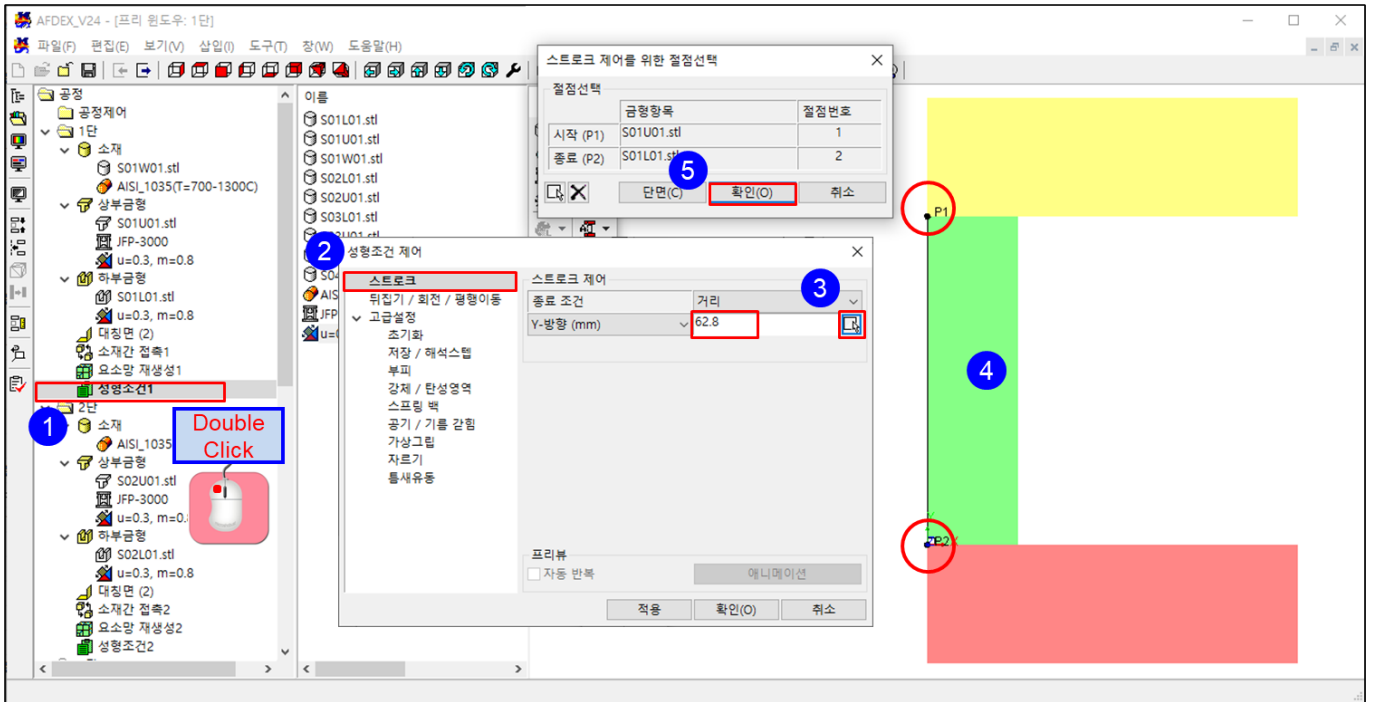 AFDEX_V24 - [프리 윈도우: 1단]
파일(F) 편집(E) 보기(V) 삽입(I) 도구(T) 창(W) 도움말(H)
공정
공정제어
1단
소재
S01W01.stl
AISI_1035(T=700-1300C)
상부금형
S01U01.stl
JFP-3000
u=0.3, m=0.8
하부금형
S01L01.stl
u=0.3, m=0.8
대칭면 (2)
소재간 접촉1
요소망 재생성1
성형조건1
2단
소재
AISI_1035
상부금형
S02U01.stl
JFP-3000
u=0.3, m=0.
하부금형
S02L01.stl
u=0.3, m=0.8
대칭면 (2)
소재간 접촉2
요소망 재생성2
성형조건2
1
Double
Click
이름
S01L01.stl
S01U01.stl
S01W01.stl
S02L01.stl
S02U01.stl
S03L01.stl
S03U01.stl
S04
AIS
JFP
u=
2
성형조건 제어
스트로크
뒤집기 / 회전 / 평행이동
고급설정
초기화
저장 / 해석스텝
부피
강제 / 탄성영역
스프링 백
공기 / 기름 갇힘
가상그립
자르기
틈새유동
스트로크 제어
종료 조건 거리
Y-방향 (mm) 62.8
3
프리뷰
자동 반복 애니메이션
적용 확인(O) 취소
스트로크 제어를 위한 절점선택
절점선택
금형항목 절점번호
시작 (P1) S01U01.stl 1
종료 (P2) S01L01.stl 2
5
단면(C) 확인(O) 취소
P1
4
P2